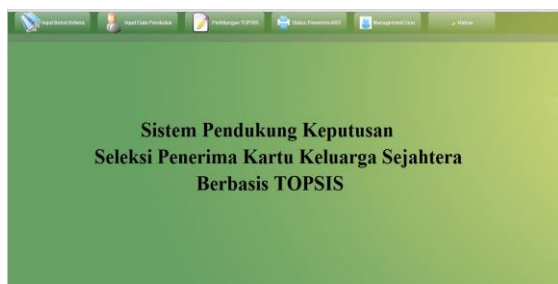 Input Bobot Kriteria
Input Data Penduduk
Perhitungan TOPSIS
Status Penerima KKS
Management User
Keluar
Sistem Pendukung Keputusan
Seleksi Penerima Kartu Keluarga Sejahtera
Berbasis TOPSIS